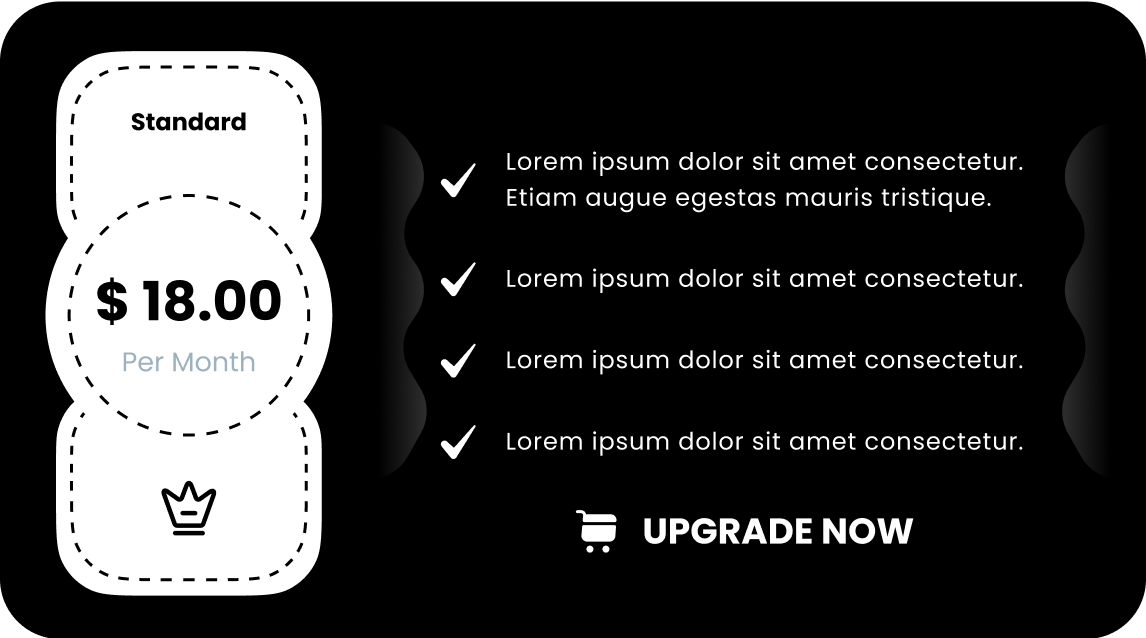 Standard
$ 18.00
Per Month
Lorem ipsum dolor sit amet consectetur.
Etiam augue egestas mauris tristique.
Lorem ipsum dolor sit amet consectetur.
Lorem ipsum dolor sit amet consectetur.
Lorem ipsum dolor sit amet consectetur.
UPGRADE NOW